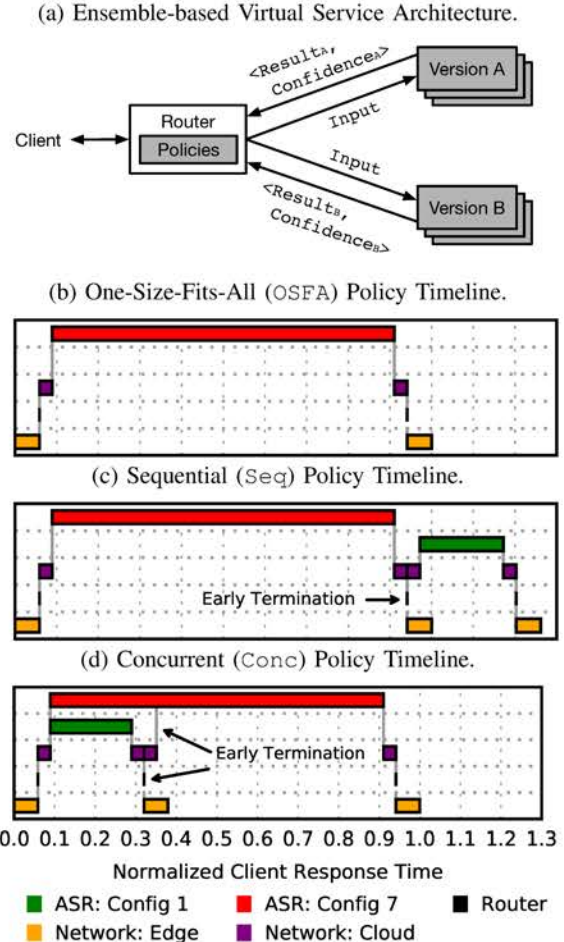 (a) Ensemble-based Virtual Service Architecture.
<ResultA,
ConfidenceA>
Version A
Router
Client
Policies
Input
Input
Version B
<ResultB,
ConfidenceB>
(b) One-Size-Fits-All (OSFA) Policy Timeline.
(c) Sequential (Seq) Policy Timeline.
Early Termination
(d) Concurrent (Conc) Policy Timeline.
Early Termination
0.0 0.1 0.2 0.3 0.4 0.5 0.6 0.7 0.8 0.9 1.0 1.1 1.2 1.3
Normalized Client Response Time
ASR: Config 1 ASR: Config 7 Router
Network: Edge Network: Cloud